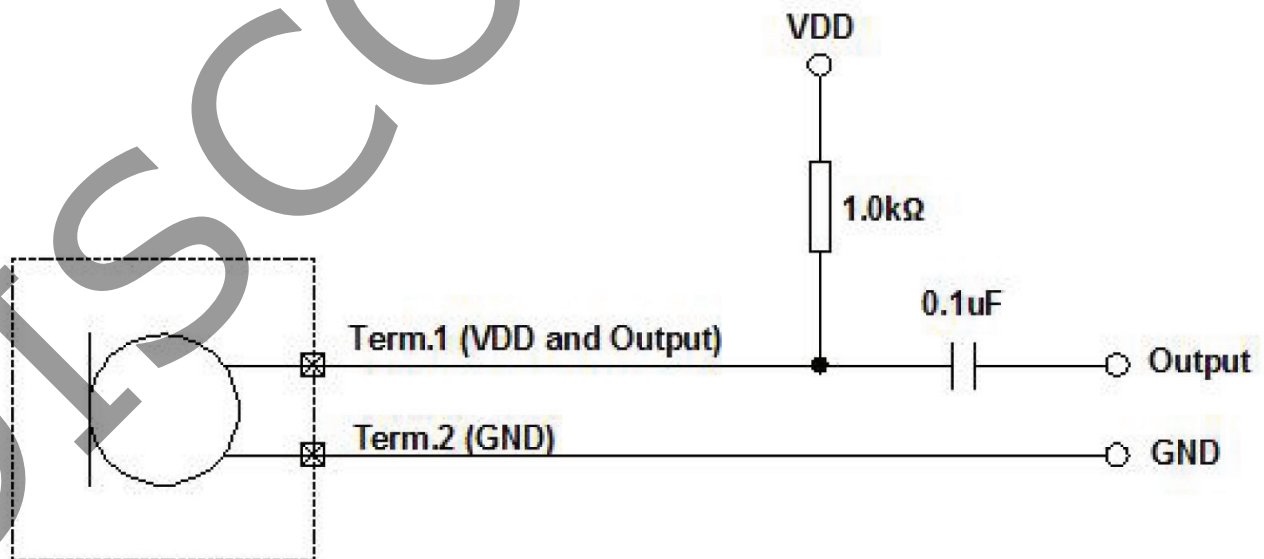 VDD
1.0kΩ
0.1uF
Term.1 (VDD and Output)
Output
Term.2 (GND)
GND